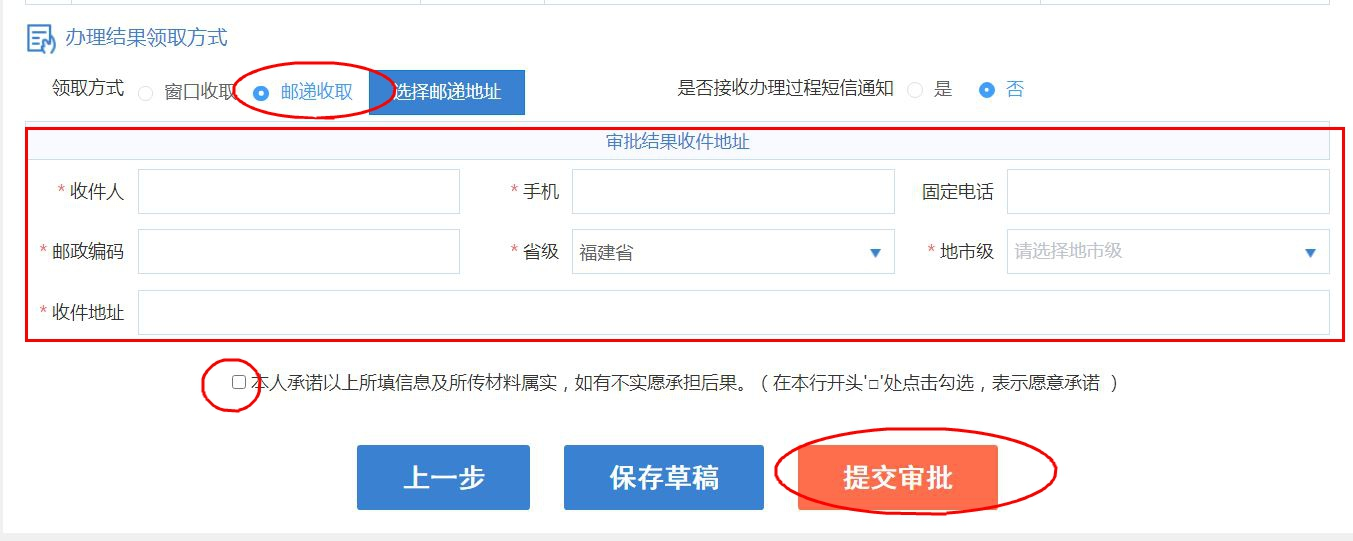 办理结果领取方式
领取方式 窗口收取 邮递收取 选择邮递地址 是否接收办理过程短信通知 是 否
审批结果收件地址
* 收件人 * 手机 固定电话
* 邮政编码 * 省级 福建省 * 地市级 请选择地市级
* 收件地址
本人承诺以上所填信息及所传材料属实，如有不实愿承担后果。（在本行开头'□'处点击勾选，表示愿意承诺 ）
上一步 保存草稿 提交审批